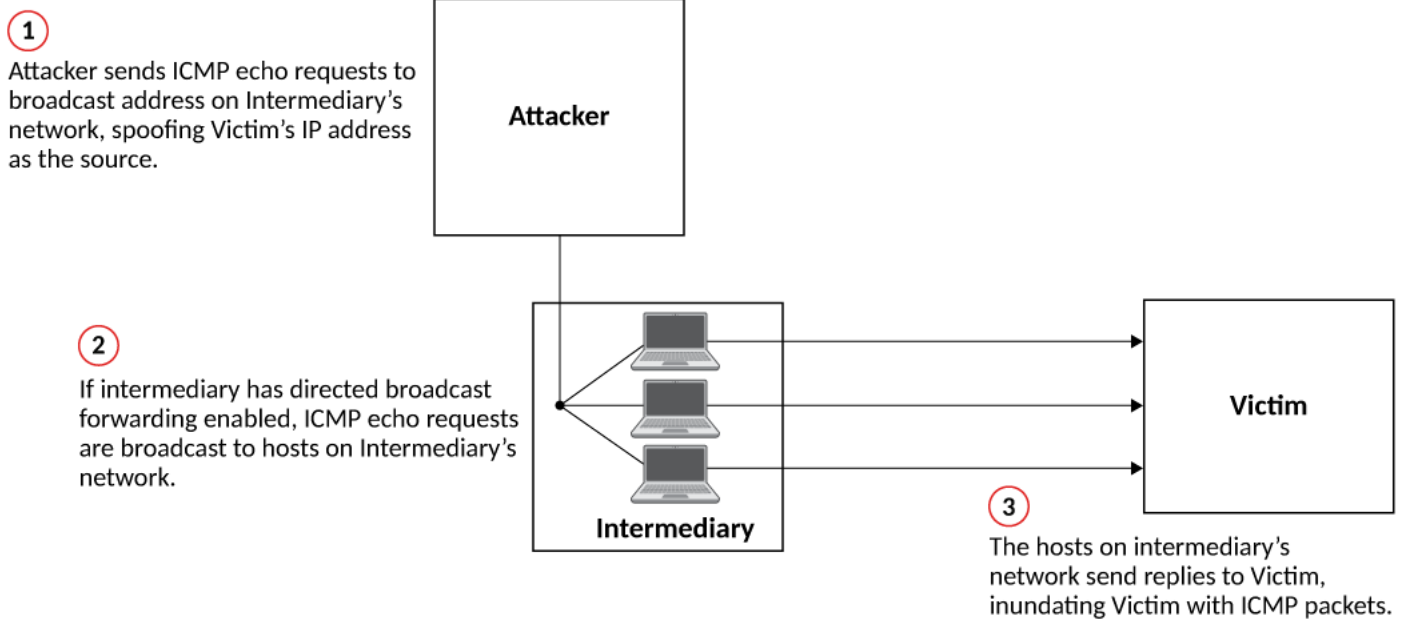 1
Attacker sends ICMP echo requests to
broadcast address on Intermediary’s
network, spoofing Victim’s IP address
as the source.
Attacker
2
If intermediary has directed broadcast
forwarding enabled, ICMP echo requests
are broadcast to hosts on Intermediary’s
network.
Intermediary
Victim
3
The hosts on intermediary’s
network send replies to Victim,
inundating Victim with ICMP packets.